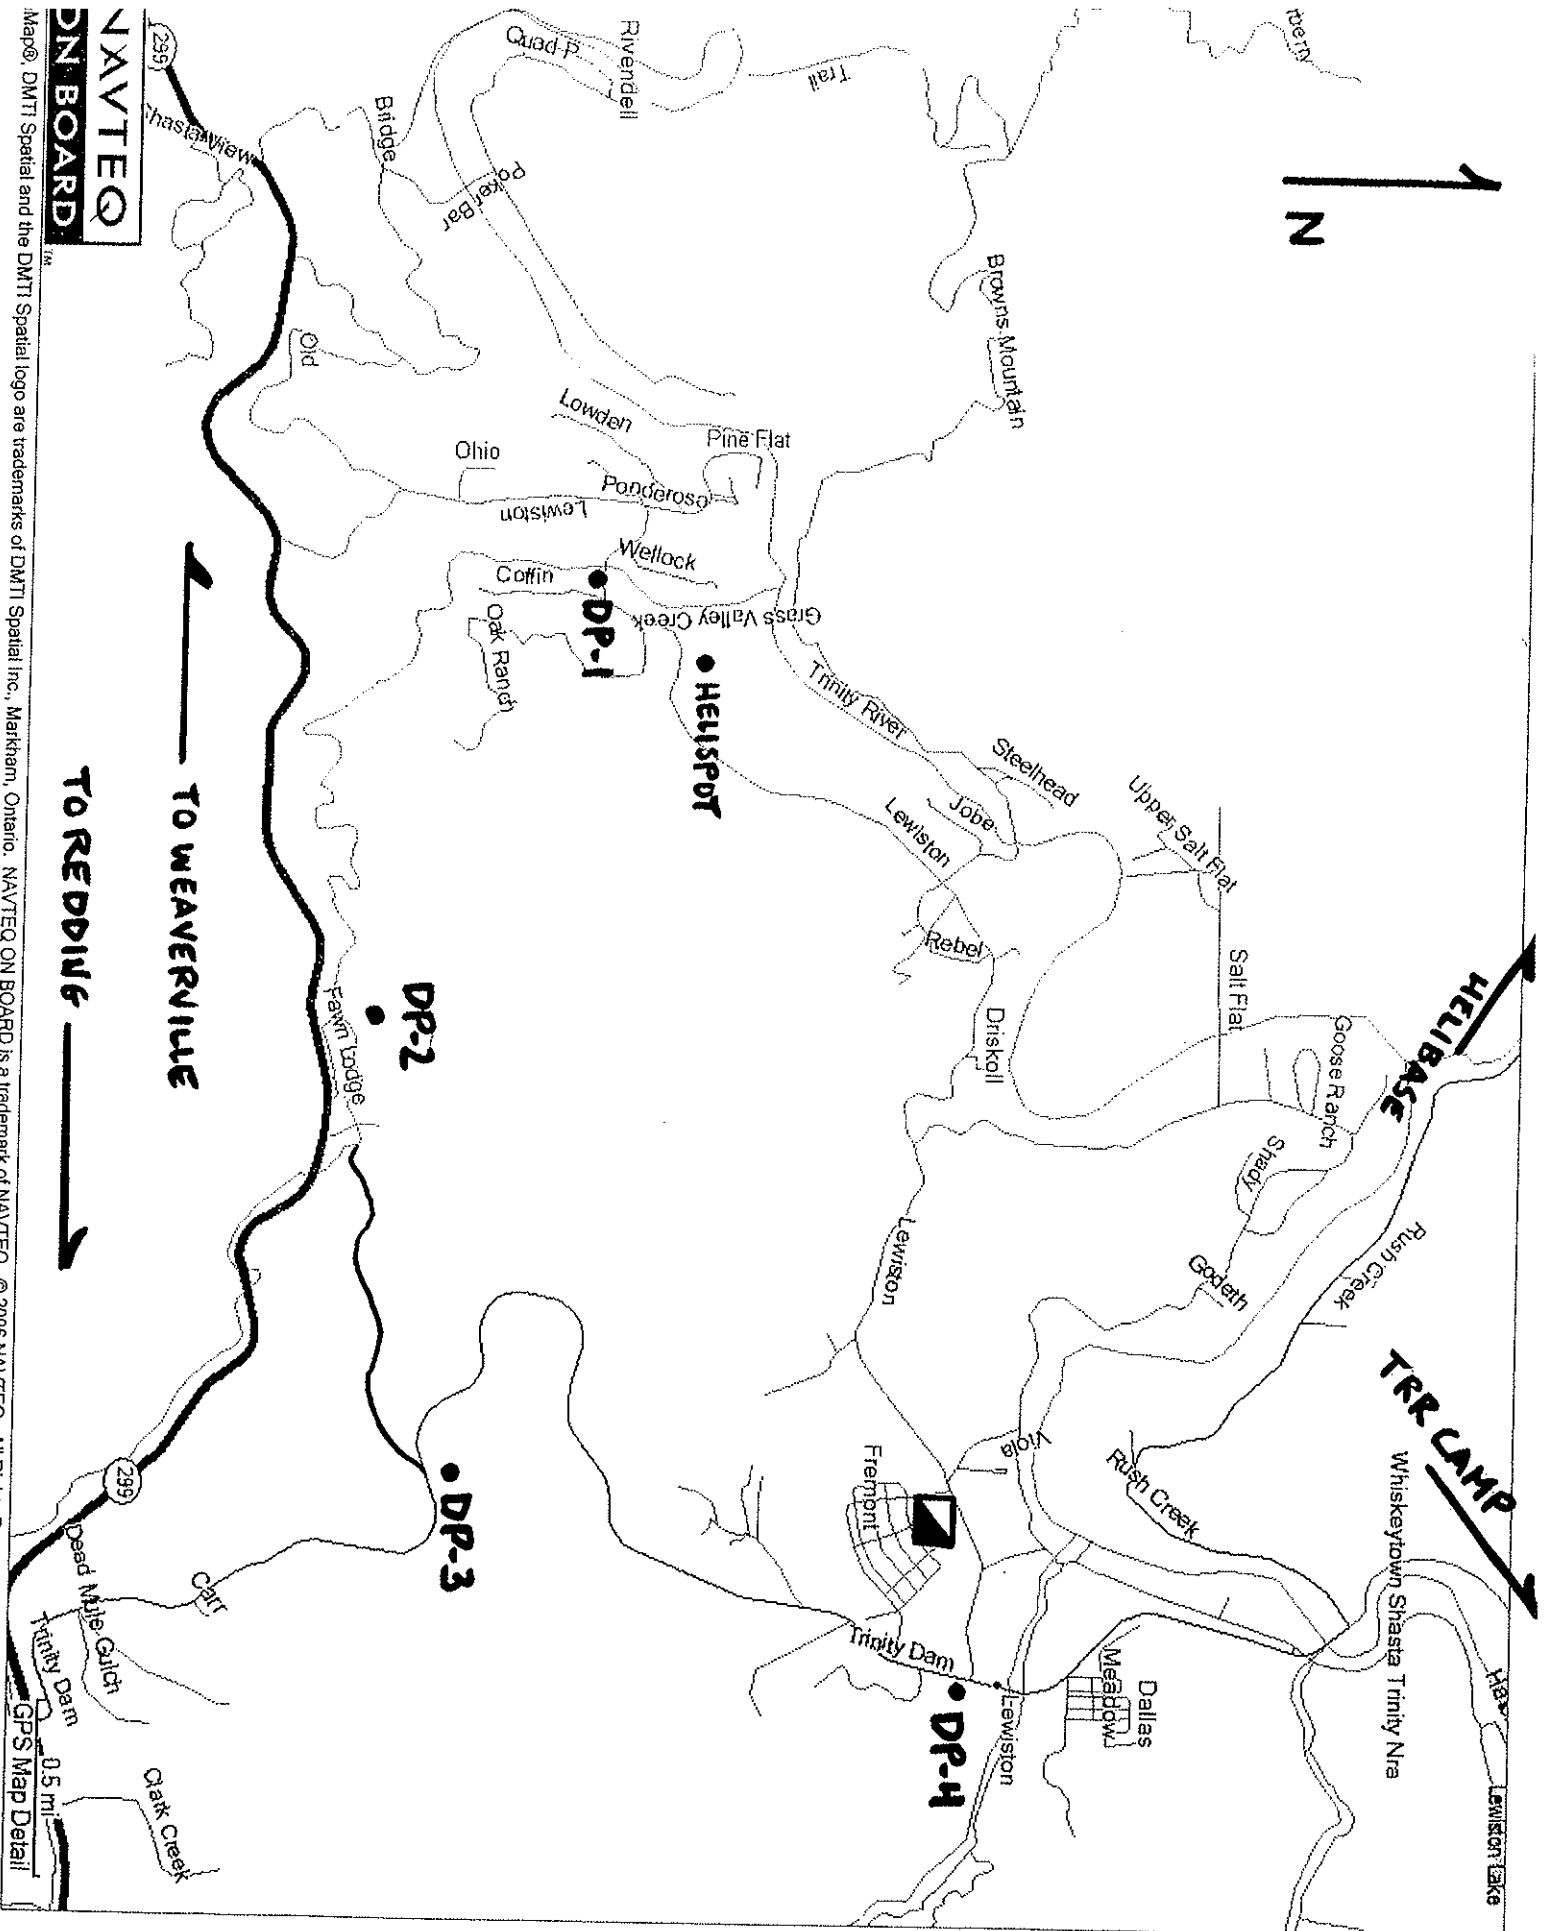 rberry
Trail
Rivendell
Quad P
Bridge
Poker Bar
N
Browns Mountain
Old
Lowden
Pine Flat
Ohio
Ponderosa
Lewiston
Wellock
Coffin
DP-1
Grass Valley Creek
Oak Ranch
HELISPOT
Trinity River
Steelhead
Jobe
Lewiston
Upper Salt Flat
Salt Flat
Rebel
Driskoll
HELIBASE
Goose Ranch
Shady
Rush Creek
Godeth
Lewiston
DP-2
Fawn Lodge
TO WEAVERVILLE
TO REDDING
TRR CAMP
Whiskeytown Shasta Trinity Nra
Rush Creek
Viola
Fremont
DP-3
Trinity Dam
Lewiston
DP-4
Meadow
Dallas
Lewiston Lake
299
Carr
Dead Mule Gulch
Trinity Dam
Clark Creek
0.5 mi
GPS Map Detail
299
Shasta View
NAVTEQ
ON BOARD
TM
Map®, DMTI Spatial and the DMTI Spatial logo are trademarks of DMTI Spatial Inc., Markham, Ontario. NAVTEQ ON BOARD is a trademark of NAVTEQ. © 2006 NAVTEQ.